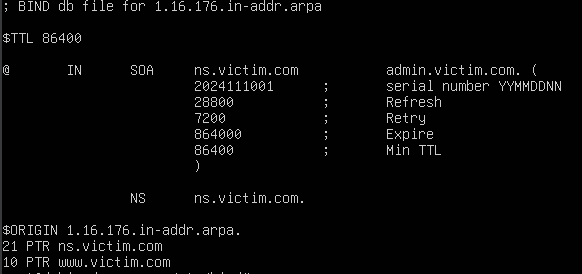 ; BIND db file for 1.16.176.in-addr.arpa
$TTL 86400
@ IN SOA ns.victim.com admin.victim.com. (
2024111001 ; serial number YYMMDDNN
28800 ; Refresh
7200 ; Retry
864000 ; Expire
86400 ; Min TTL
)
NS ns.victim.com.
$ORIGIN 1.16.176.in-addr.arpa.
21 PTR ns.victim.com
10 PTR www.victim.com